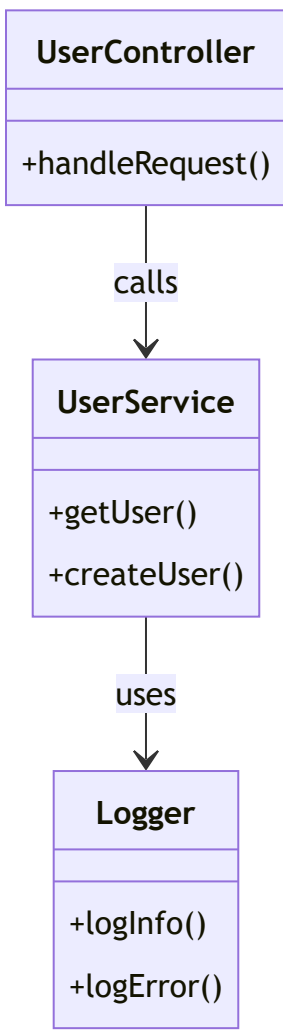 UserController
+handleRequest()
calls
UserService
+getUser()
+createUser()
uses
Logger
+logInfo()
+logError()